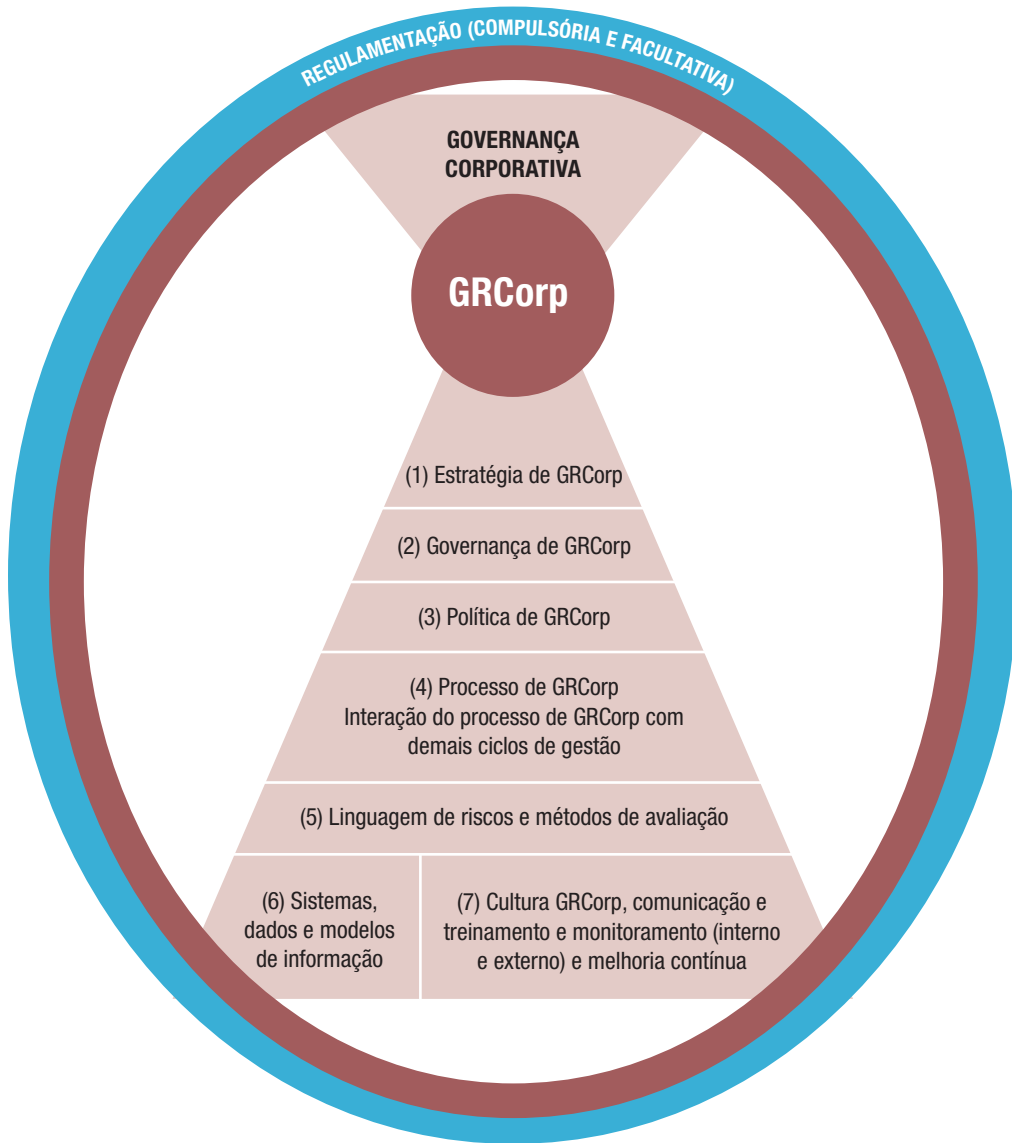 REGULAMENTAÇÃO (COMPULSÓRIA E FACULTATIVA)
GOVERNANÇA
CORPORATIVA
GRCorp
(1) Estratégia de GRCorp
(2) Governança de GRCorp
(3) Política de GRCorp
(4) Processo de GRCorp
Interação do processo de GRCorp com
demais ciclos de gestão
(5) Linguagem de riscos e métodos de avaliação
(6) Sistemas,
dados e modelos
de informação
(7) Cultura GRCorp, comunicação e
treinamento e monitoramento (interno
e externo) e melhoria contínua